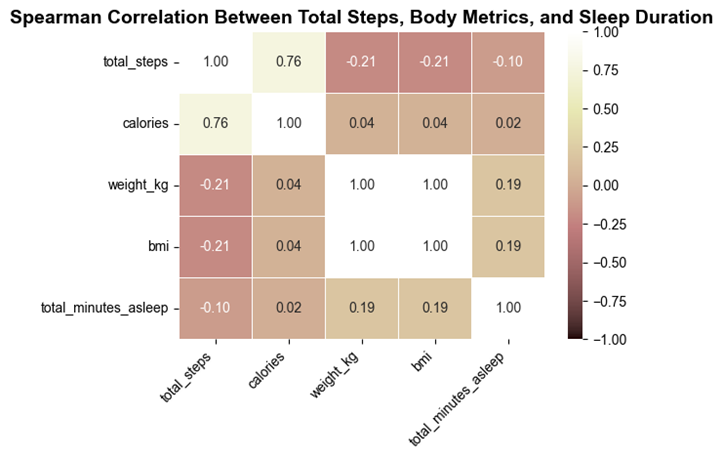 Spearman Correlation Between Total Steps, Body Metrics, and Sleep Duration
total_steps 1.00 0.76 -0.21 -0.21 -0.10
calories 0.76 1.00 0.04 0.04 0.02
weight_kg -0.21 0.04 1.00 1.00 0.19
bmi -0.21 0.04 1.00 1.00 0.19
total_minutes_asleep -0.10 0.02 0.19 0.19 1.00
total_steps
calories
weight_kg
bmi
total_minutes_asleep
1.00
0.75
0.50
0.25
0.00
−0.25
−0.50
−0.75
−1.00